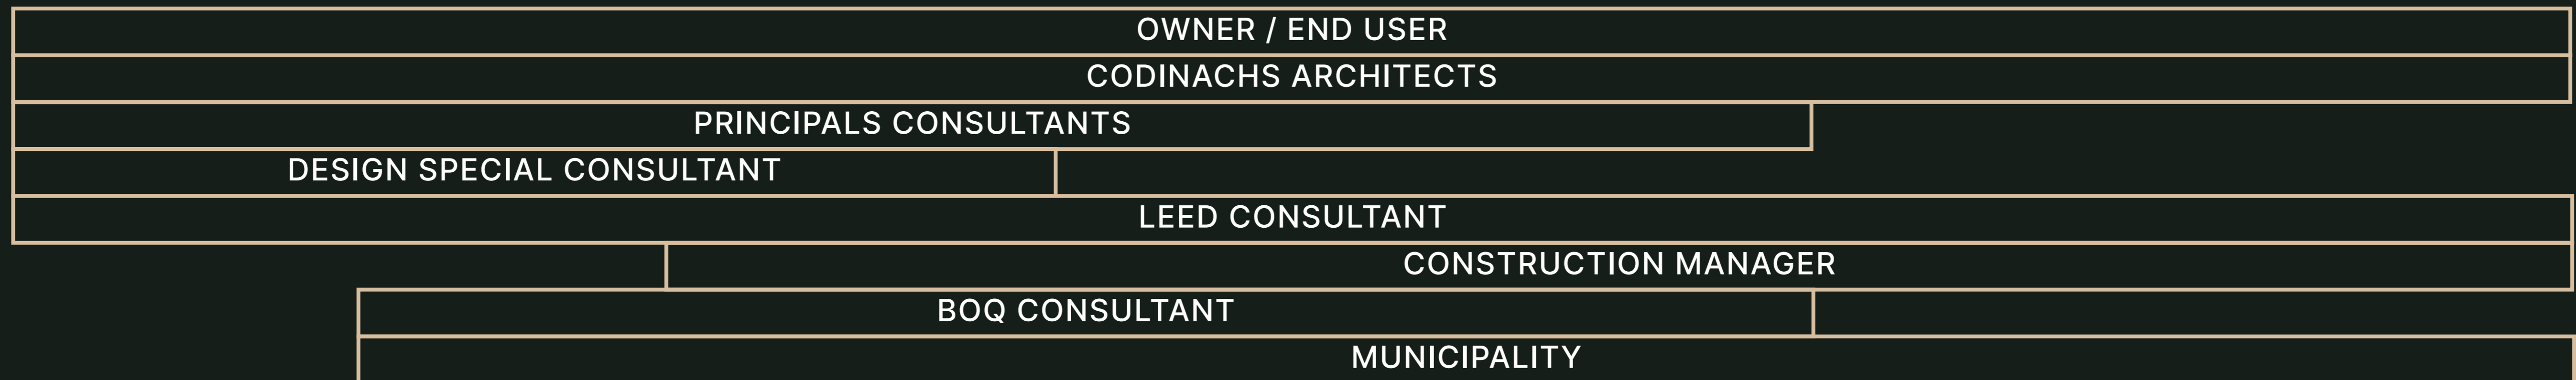 OWNER / END USER
CODINACHS ARCHITECTS
PRINCIPALS CONSULTANTS
DESIGN SPECIAL CONSULTANT
LEED CONSULTANT
CONSTRUCTION MANAGER
BOQ CONSULTANT
MUNICIPALITY